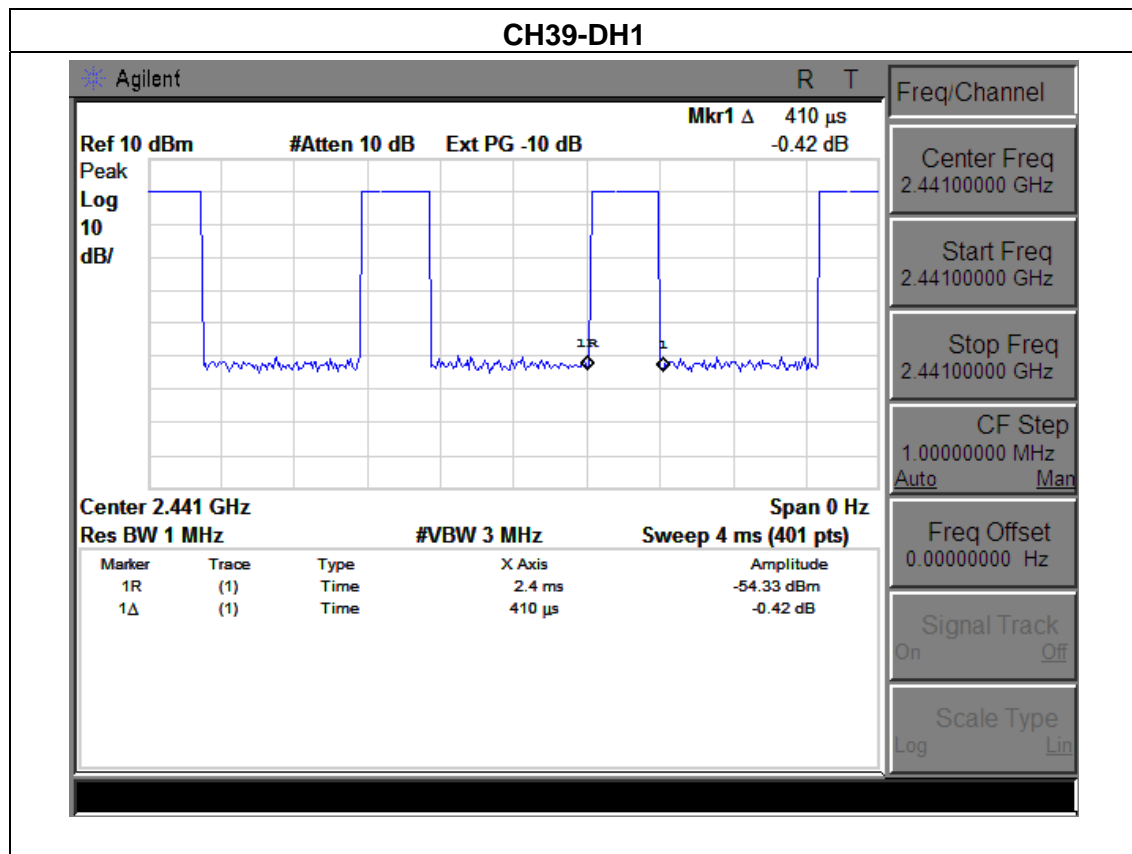 CH39-DH1
Agilent R T
Mkr1 Δ 410 μs
Ref 10 dBm #Atten 10 dB Ext PG -10 dB -0.42 dB
Peak
Log
10
dB/
1R 1
Center 2.441 GHz Span 0 Hz
Res BW 1 MHz #VBW 3 MHz Sweep 4 ms (401 pts)
Marker Trace Type X Axis Amplitude
1R (1) Time 2.4 ms -54.33 dBm
1Δ (1) Time 410 μs -0.42 dB
Freq/Channel
Center Freq
2.44100000 GHz
Start Freq
2.44100000 GHz
Stop Freq
2.44100000 GHz
CF Step
1.00000000 MHz
Auto Man
Freq Offset
0.00000000 Hz
Signal Track
On Off
Scale Type
Log Lin